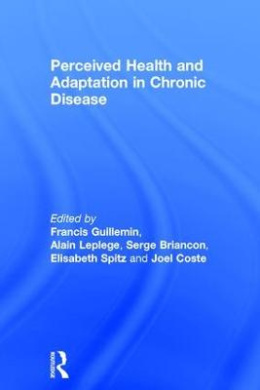 Perceived Health and
Adaptation in Chronic
Disease
Edited by
Francis Guillemin,
Alain Leplege, Serge Briancon,
Elisabeth Spitz and Joel Coste
ROUTLEDGE